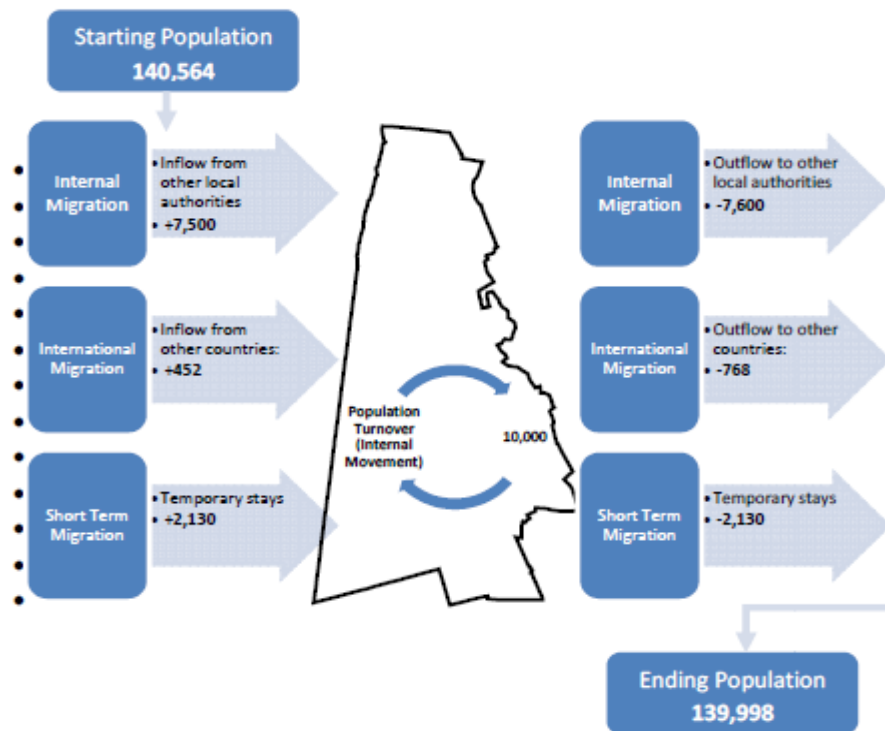 Starting Population
140,564
Internal
Migration
• Inflow from
other local
authorities
• +7,500
International
Migration
• Inflow from
other countries:
• +452
Short Term
Migration
• Temporary stays
• +2,130
Population
Turnover
(Internal
Movement)
10,000
Internal
Migration
• Outflow to other
local authorities
• -7,600
International
Migration
• Outflow to other
countries:
• -768
Short Term
Migration
• Temporary stays
• -2,130
Ending Population
139,998